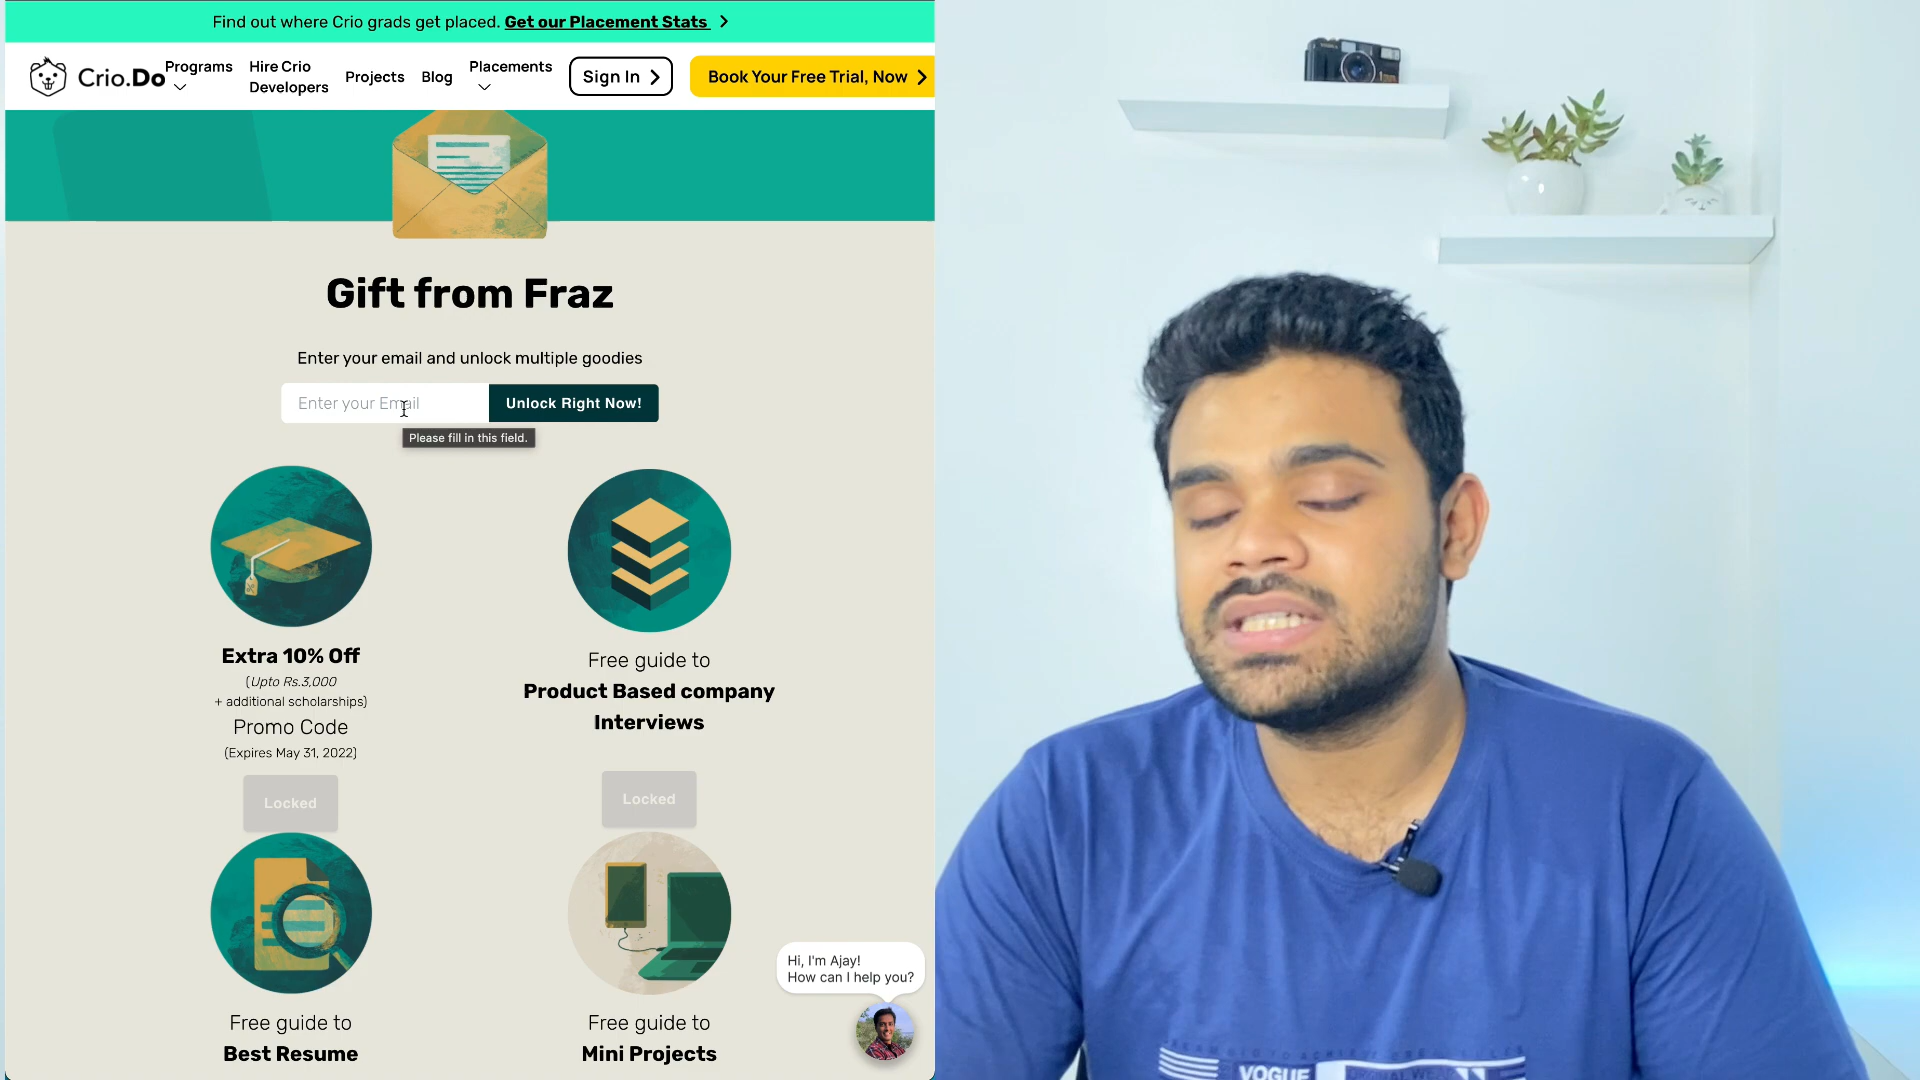 Find out where Crio grads get placed. Get our Placement Stats
Crio.Do
Programs
Hire Crio
Developers
Projects
Blog
Placements
Sign In
Book Your Free Trial, Now
Gift from Fraz
Enter your email and unlock multiple goodies
Enter your Email
Unlock Right Now!
Please fill in this field.
Extra 10% Off
(Upto Rs.3,000
+ additional scholarships)
Promo Code
(Expires May 31, 2022)
Locked
Free guide to
Product Based company
Interviews
Locked
Free guide to
Best Resume
Free guide to
Mini Projects
Hi, I'm Ajay!
How can I help you?
VOGUE